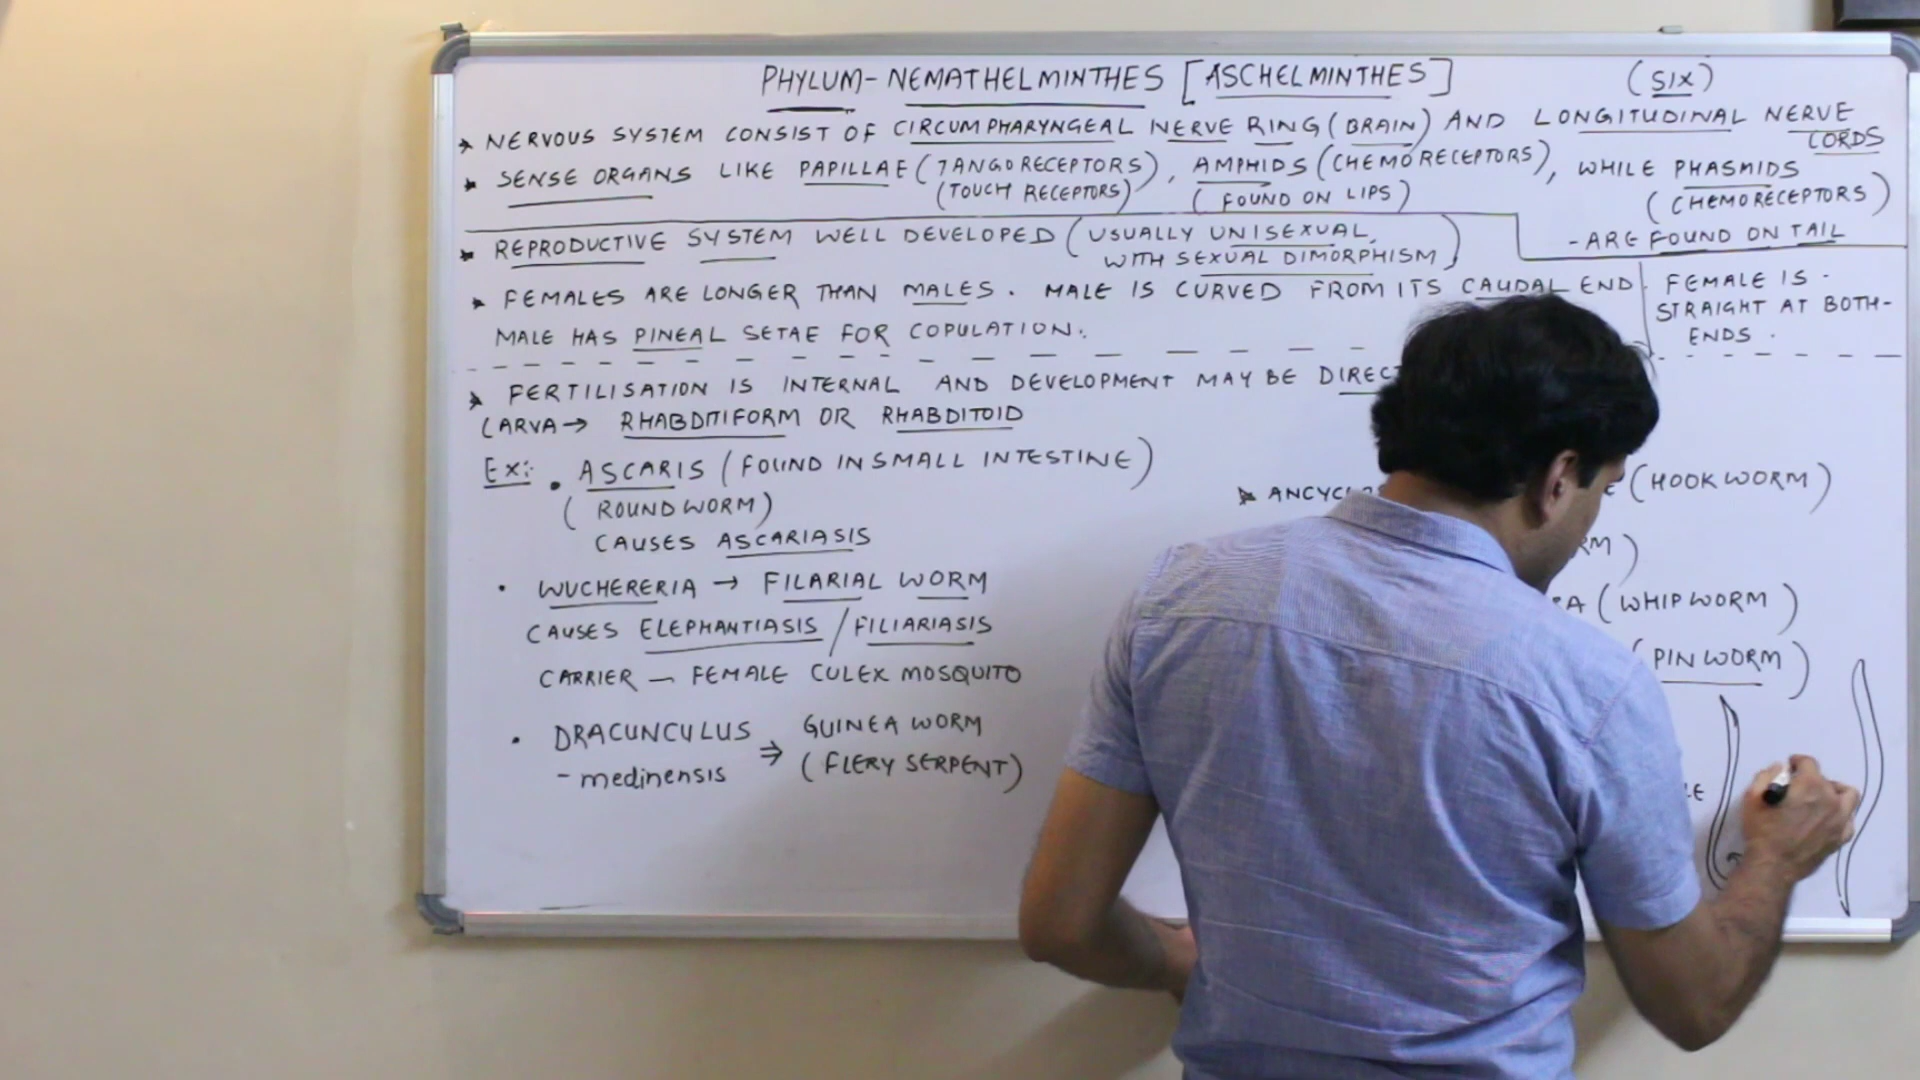 PHYLUM-NEMATHELMINTHES [ASCHELMINTHES] (SIX)
NERVOUS SYSTEM CONSIST OF CIRCUMPHARYNGEAL NERVE RING (BRAIN) AND LONGITUDINAL NERVE
CORDS
SENSE ORGANS LIKE PAPILLAE (TANGORECEPTORS), AMPHIDS (CHEMORECEPTORS), WHILE PHASMIDS
(TOUCH RECEPTORS) (FOUND ON LIPS) (CHEMORECEPTORS)
- ARE FOUND ON TAIL
REPRODUCTIVE SYSTEM WELL DEVELOPED (USUALLY UNISEXUAL,
WITH SEXUAL DIMORPHISM)
FEMALES ARE LONGER THAN MALES. MALE IS CURVED FROM ITS CAUDAL END
FEMALE IS -
STRAIGHT AT BOTH-
ENDS.
MALE HAS PINEAL SETAE FOR COPULATION.
FERTILISATION IS INTERNAL AND DEVELOPMENT MAY BE
LARVA → RHABDITIFORM OR RHABDITOID
EX:- • ASCARIS (FOUND IN SMALL INTESTINE)
(ROUNDWORM)
CAUSES ASCARIASIS
• WUCHERERIA → FILARIAL WORM
CAUSES ELEPHANTIASIS / FILIARIASIS
CARRIER — FEMALE CULEX MOSQUITO
• DRACUNCULUS ⇒ GUINEA WORM
- medinensis (FIERY SERPENT)
(HOOKWORM)
(WHIPWORM)
(PINWORM)